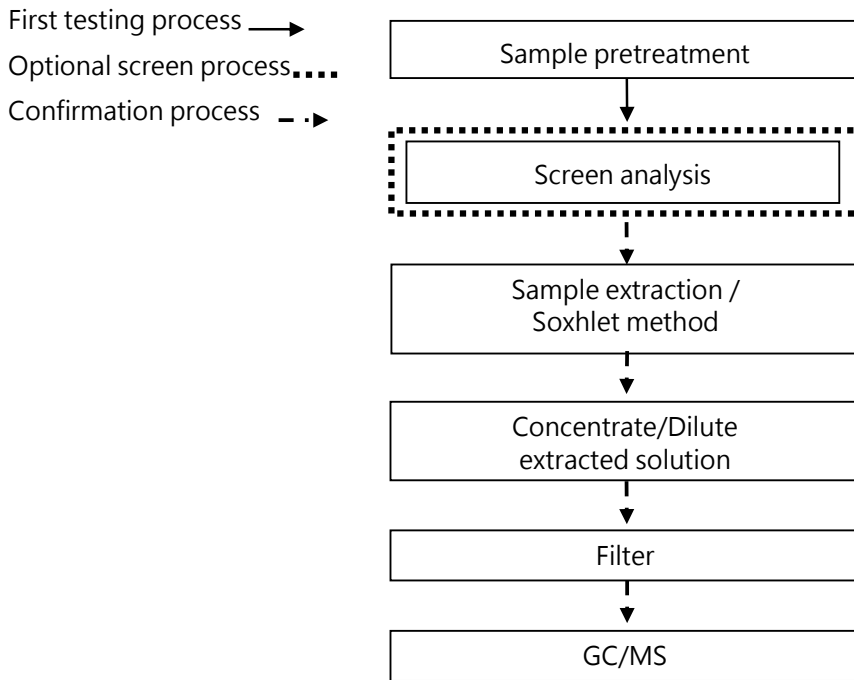 First testing process
Optional screen process
Confirmation process
Sample pretreatment
Screen analysis
Sample extraction /
Soxhlet method
Concentrate/Dilute
extracted solution
Filter
GC/MS